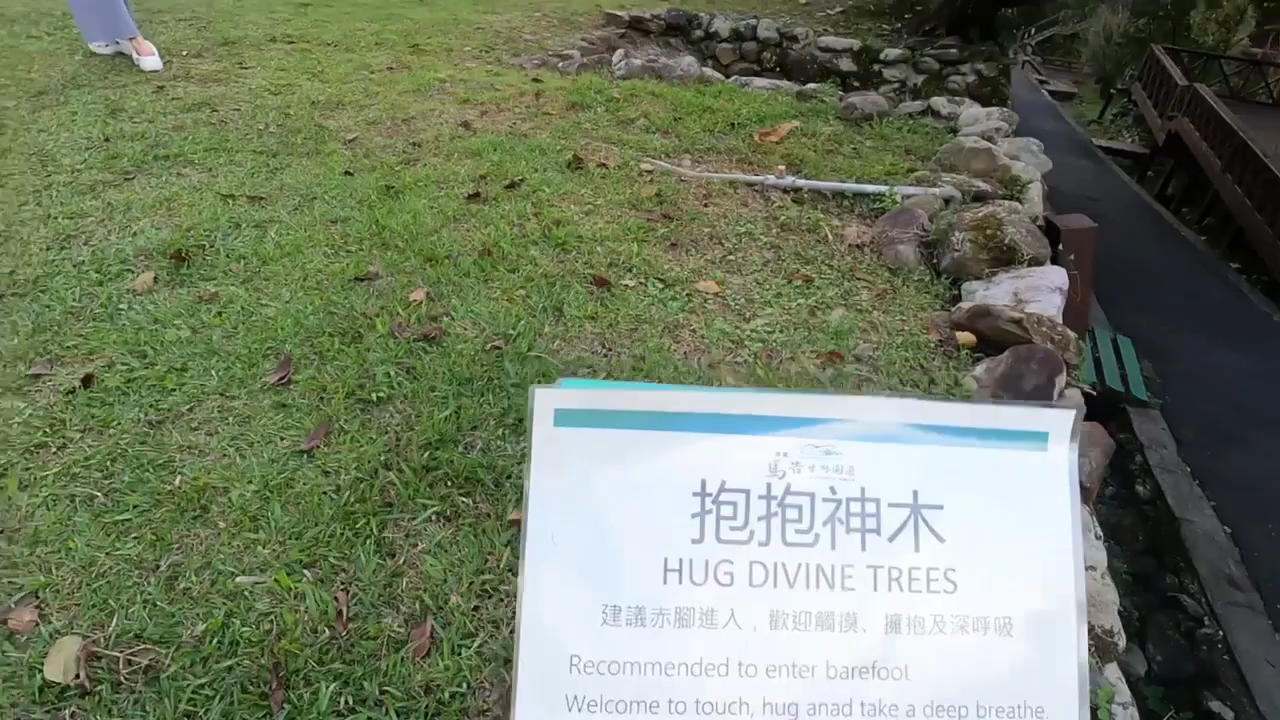 抱抱神木
HUG DIVINE TREES
建議赤腳進入，歡迎觸摸、擁抱及深呼吸
Recommended to enter barefoot
Welcome to touch, hug anad take a deep breathe.